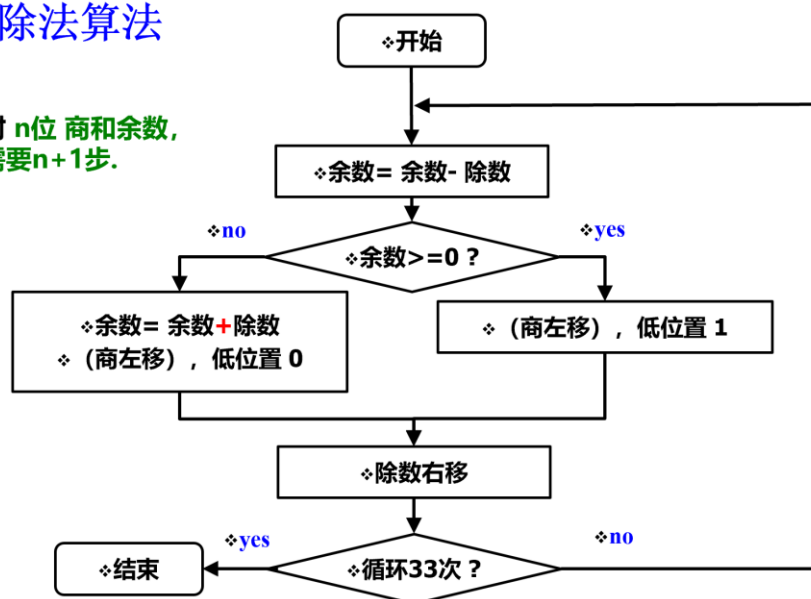 除法算法
❖开始
n位 商和余数,
需要n+1步.
❖余数= 余数- 除数
❖no
❖yes
❖余数>=0 ?
❖余数= 余数+除数
❖（商左移），低位置 0
❖（商左移），低位置 1
❖除数右移
❖yes
❖no
❖结束
❖循环33次 ?